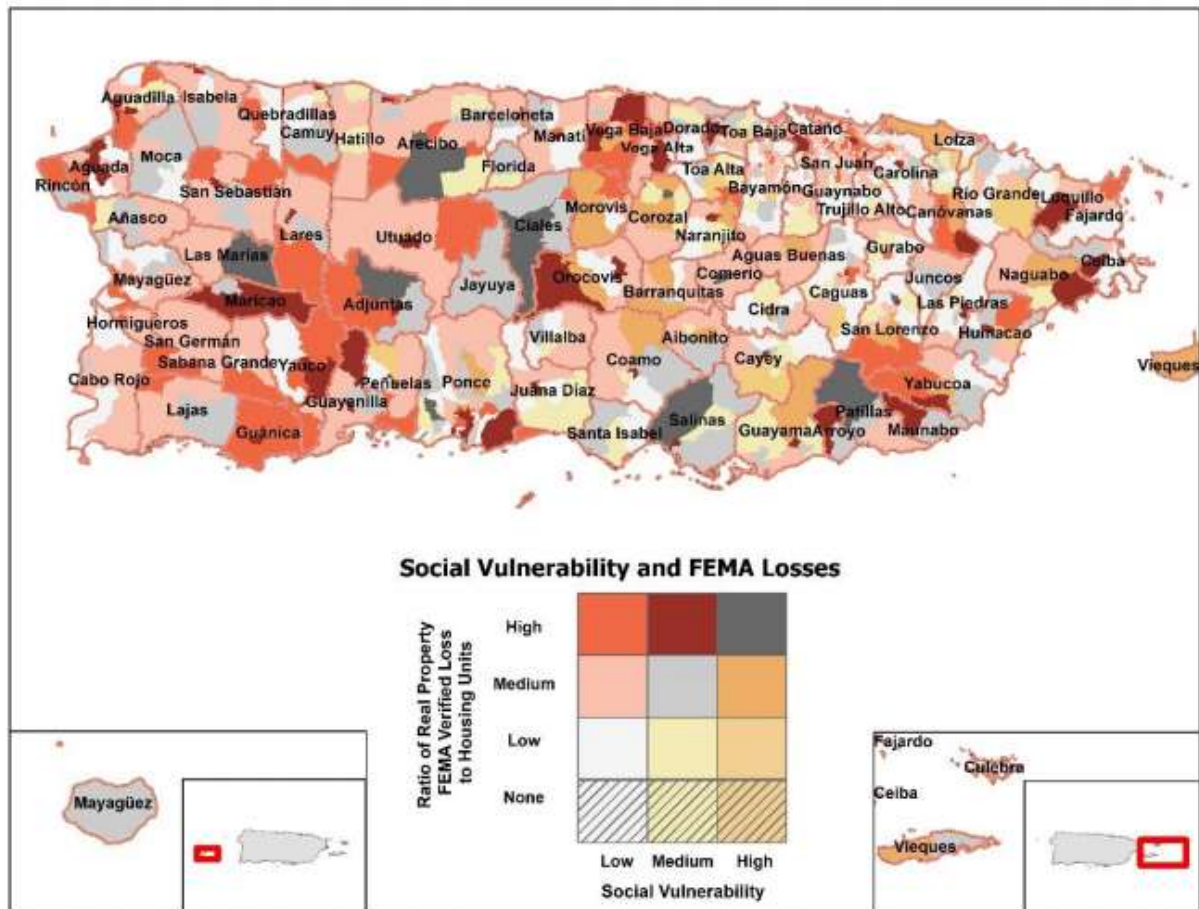 Aguadilla
Isabela
Quebradillas
Camuy
Hatillo
Arecibo
Barceloneta
Manatí
Vega Baja
Vega Alta
Dorado
Toa Baja
Cataño
San Juan
Carolina
Loíza
Moca
Aguada
Rincón
San Sebastián
Florida
Toa Alta
Bayamón
Guaynabo
Trujillo Alto
Canóvanas
Río Grande
Luquillo
Fajardo
Añasco
Lares
Utuado
Ciales
Morovis
Corozal
Naranjito
Las Marías
Aguas Buenas
Gurabo
Ceiba
Mayagüez
Maricao
Adjuntas
Jayuya
Orocovis
Barranquitas
Comerío
Caguas
Juncos
Naguabo
Las Piedras
Cidra
Hormigueros
San Germán
Sabana Grande
Yauco
Villalba
Coamo
Aibonito
Cayey
San Lorenzo
Humacao
Vieques
Cabo Rojo
Lajas
Guánica
Guayanilla
Peñuelas
Ponce
Juana Díaz
Santa Isabel
Salinas
Guayama
Arroyo
Patillas
Yabucoa
Maunabo
Social Vulnerability and FEMA Losses
Ratio of Real Property
FEMA Verified Loss
to Housing Units
High
Medium
Low
None
Low Medium High
Social Vulnerability
Mayagüez
Fajardo
Culebra
Ceiba
Vieques